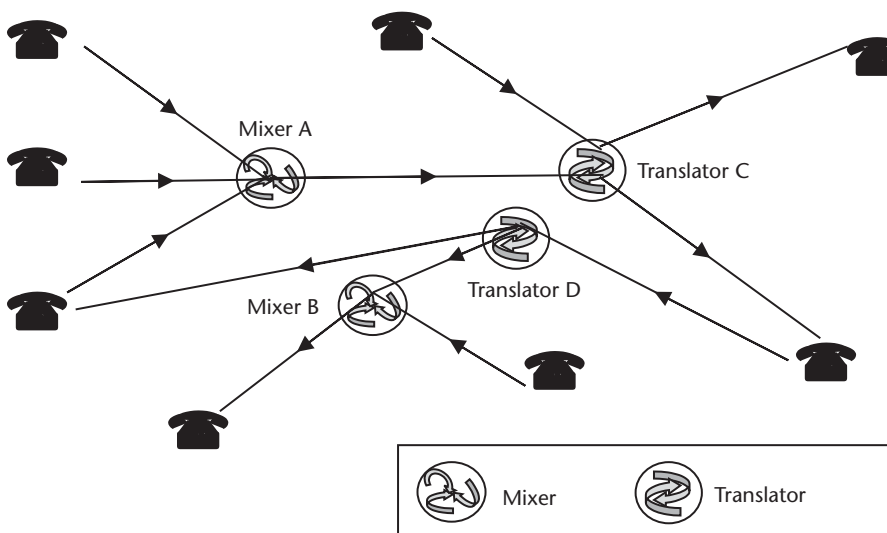 Mixer A
Translator C
Translator D
Mixer B
Mixer
Translator